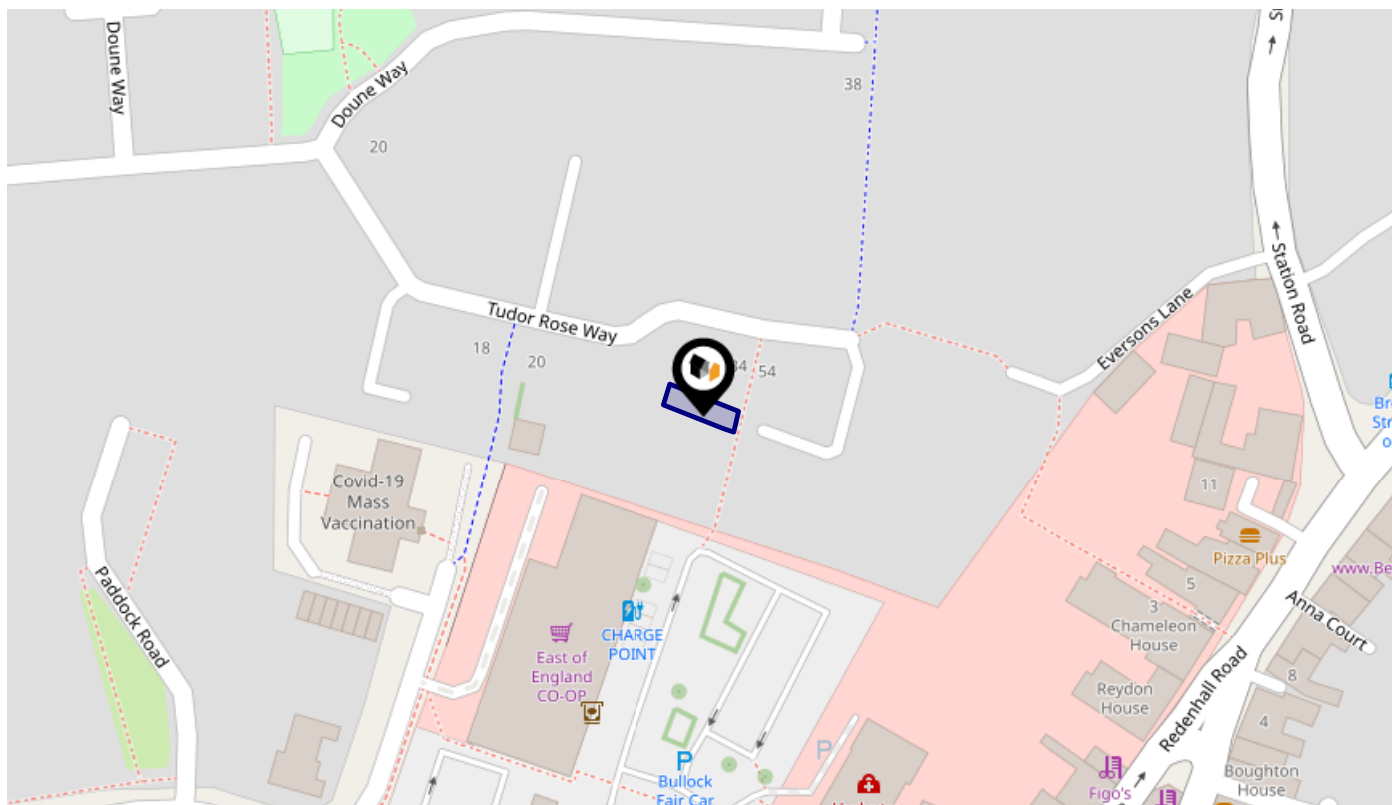 S
Doune Way
Doune Way
38
20
Station Road
Tudor Rose Way
18
20
54
Eversons Lane
Covid-19
Mass
Vaccination
11
Pizza Plus
5
3
Chameleon
House
Anna Court
Paddock Road
CHARGE
POINT
East of
England
CO-OP
Reydon
House
Redenhall Road
8
4
P
P
Bullock
Fair Car
Figo's
Boughton
House